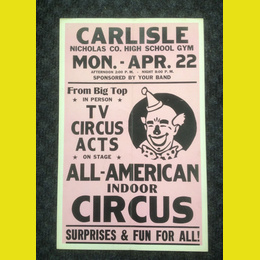 CARLISLE
NICHOLAS CO. HIGH SCHOOL GYM
MON. - APR. 22
AFTERNOON 2:00 P. M. - NIGHT 8:00 P. M.
SPONSORED BY YOUR BAND
From Big Top
★ IN PERSON ★
TV
CIRCUS
ACTS
★ ON STAGE ★
ALL-AMERICAN
INDOOR
CIRCUS
SURPRISES & FUN FOR ALL!